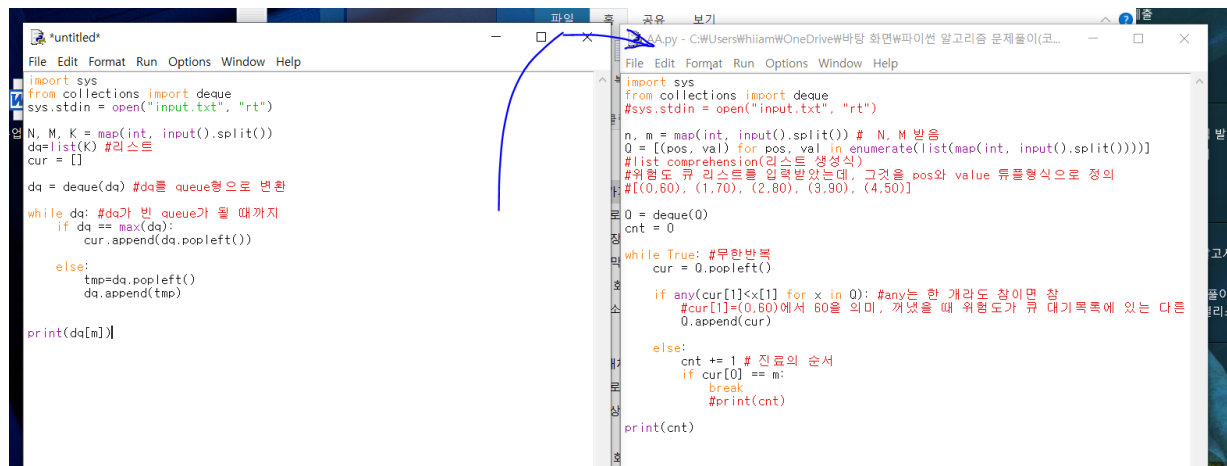 파일 홈 공유 보기
*untitled*
File Edit Format Run Options Window Help
import sys
from collections import deque
sys.stdin = open("input.txt", "rt")
N, M, K = map(int, input().split())
dq=list(K) #리스트
cur = []
dq = deque(dq) #dq를 queue형으로 변환
while dq: #dq가 빈 queue가 될 때까지
if dq == max(dq):
cur.append(dq.popleft())
else:
tmp=dq.popleft()
dq.append(tmp)
print(dq[m])
AA.py - C:₩Users₩hiiam₩OneDrive₩바탕 화면₩파이썬 알고리즘 문제풀이(코...
File Edit Format Run Options Window Help
import sys
from collections import deque
#sys.stdin = open("input.txt", "rt")
n, m = map(int, input().split()) # N, M 받음
Q = [(pos, val) for pos, val in enumerate(list(map(int, input().split())))]
#list comprehension(리스트 생성식)
#위험도 큐 리스트를 입력받았는데, 그것을 pos와 value 튜플형식으로 정의
#[(0,60), (1,70), (2,80), (3,90), (4,50)]
Q = deque(Q)
cnt = 0
while True: #무한반복
cur = Q.popleft()
if any(cur[1]<x[1] for x in Q): #any는 한 개라도 참이면 참
#cur[1]=(0,60)에서 60을 의미, 꺼냈을 때 위험도가 큐 대기목록에 있는 다른
Q.append(cur)
else:
cnt += 1 # 진료의 순서
if cur[0] == m:
break
#print(cnt)
print(cnt)